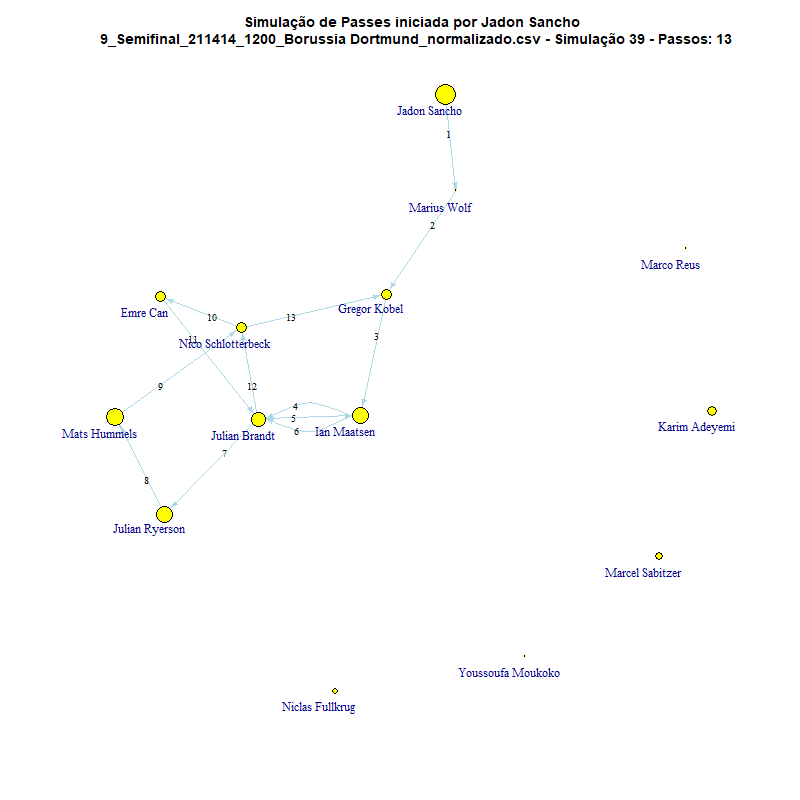 Simulação de Passes iniciada por Jadon Sancho
9_Semifinal_211414_1200_Borussia Dortmund_normalizado.csv - Simulação 39 - Passos: 13
Jadon Sancho
1
Marius Wolf
2
Marco Reus
Gregor Kobel
Emre Can
10
13
3
11
Nico Schlotterbeck
9
12
4
5
6
Mats Hummels
Julian Brandt
Ian Maatsen
Karim Adeyemi
7
8
Julian Ryerson
Marcel Sabitzer
Youssoufa Moukoko
Niclas Fullkrug